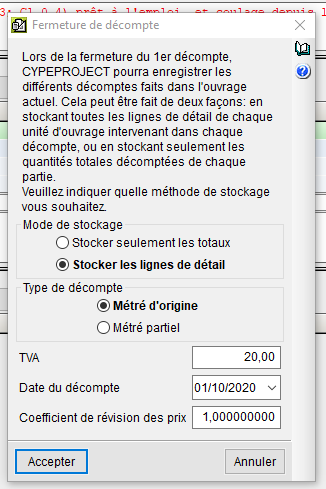 3: C1 0,4) prêt à l'emploi, et coulage depuis l
Fermeture de décompte
Lors de la fermeture du 1er décompte,
CYPEPROJECT pourra enregistrer les
différents décomptes faits dans l'ouvrage
actuel. Cela peut être fait de deux façons: en
stockant toutes les lignes de détail de chaque
unité d'ouvrage intervenant dans chaque
décompte, ou en stockant seulement les
quantités totales décomptées de chaque
partie.
Veuillez indiquer quelle méthode de stockage
vous souhaitez.
Mode de stockage
Stocker seulement les totaux
Stocker les lignes de détail
Type de décompte
Métré d'origine
Métré partiel
TVA 20,00
Date du décompte 01/10/2020
Coefficient de révision des prix 1,000000000
Accepter Annuler